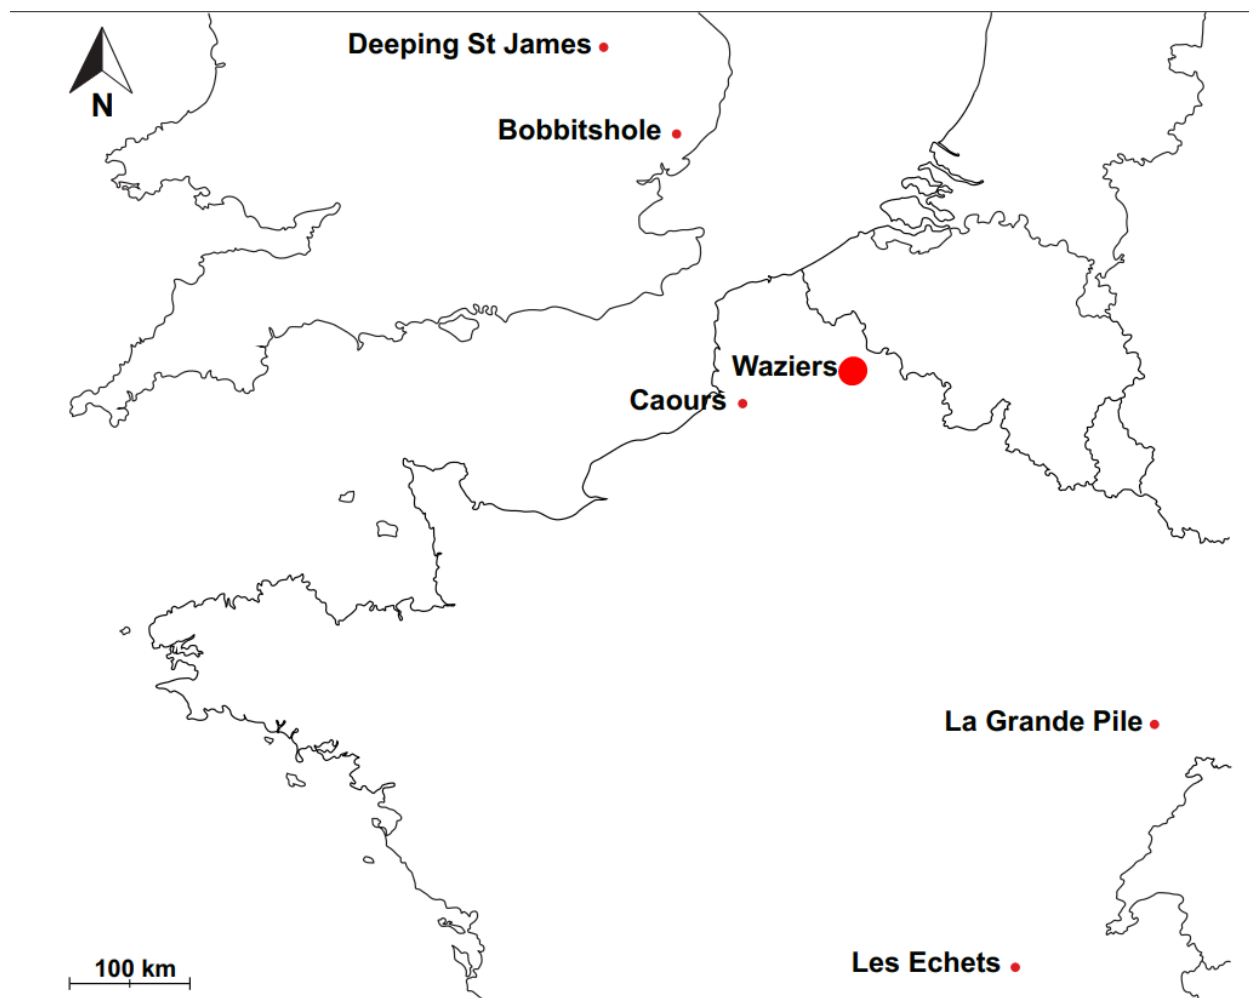 Deeping St James
N
Bobbitshole
Waziers
Caours
La Grande Pile
Les Echets
100 km